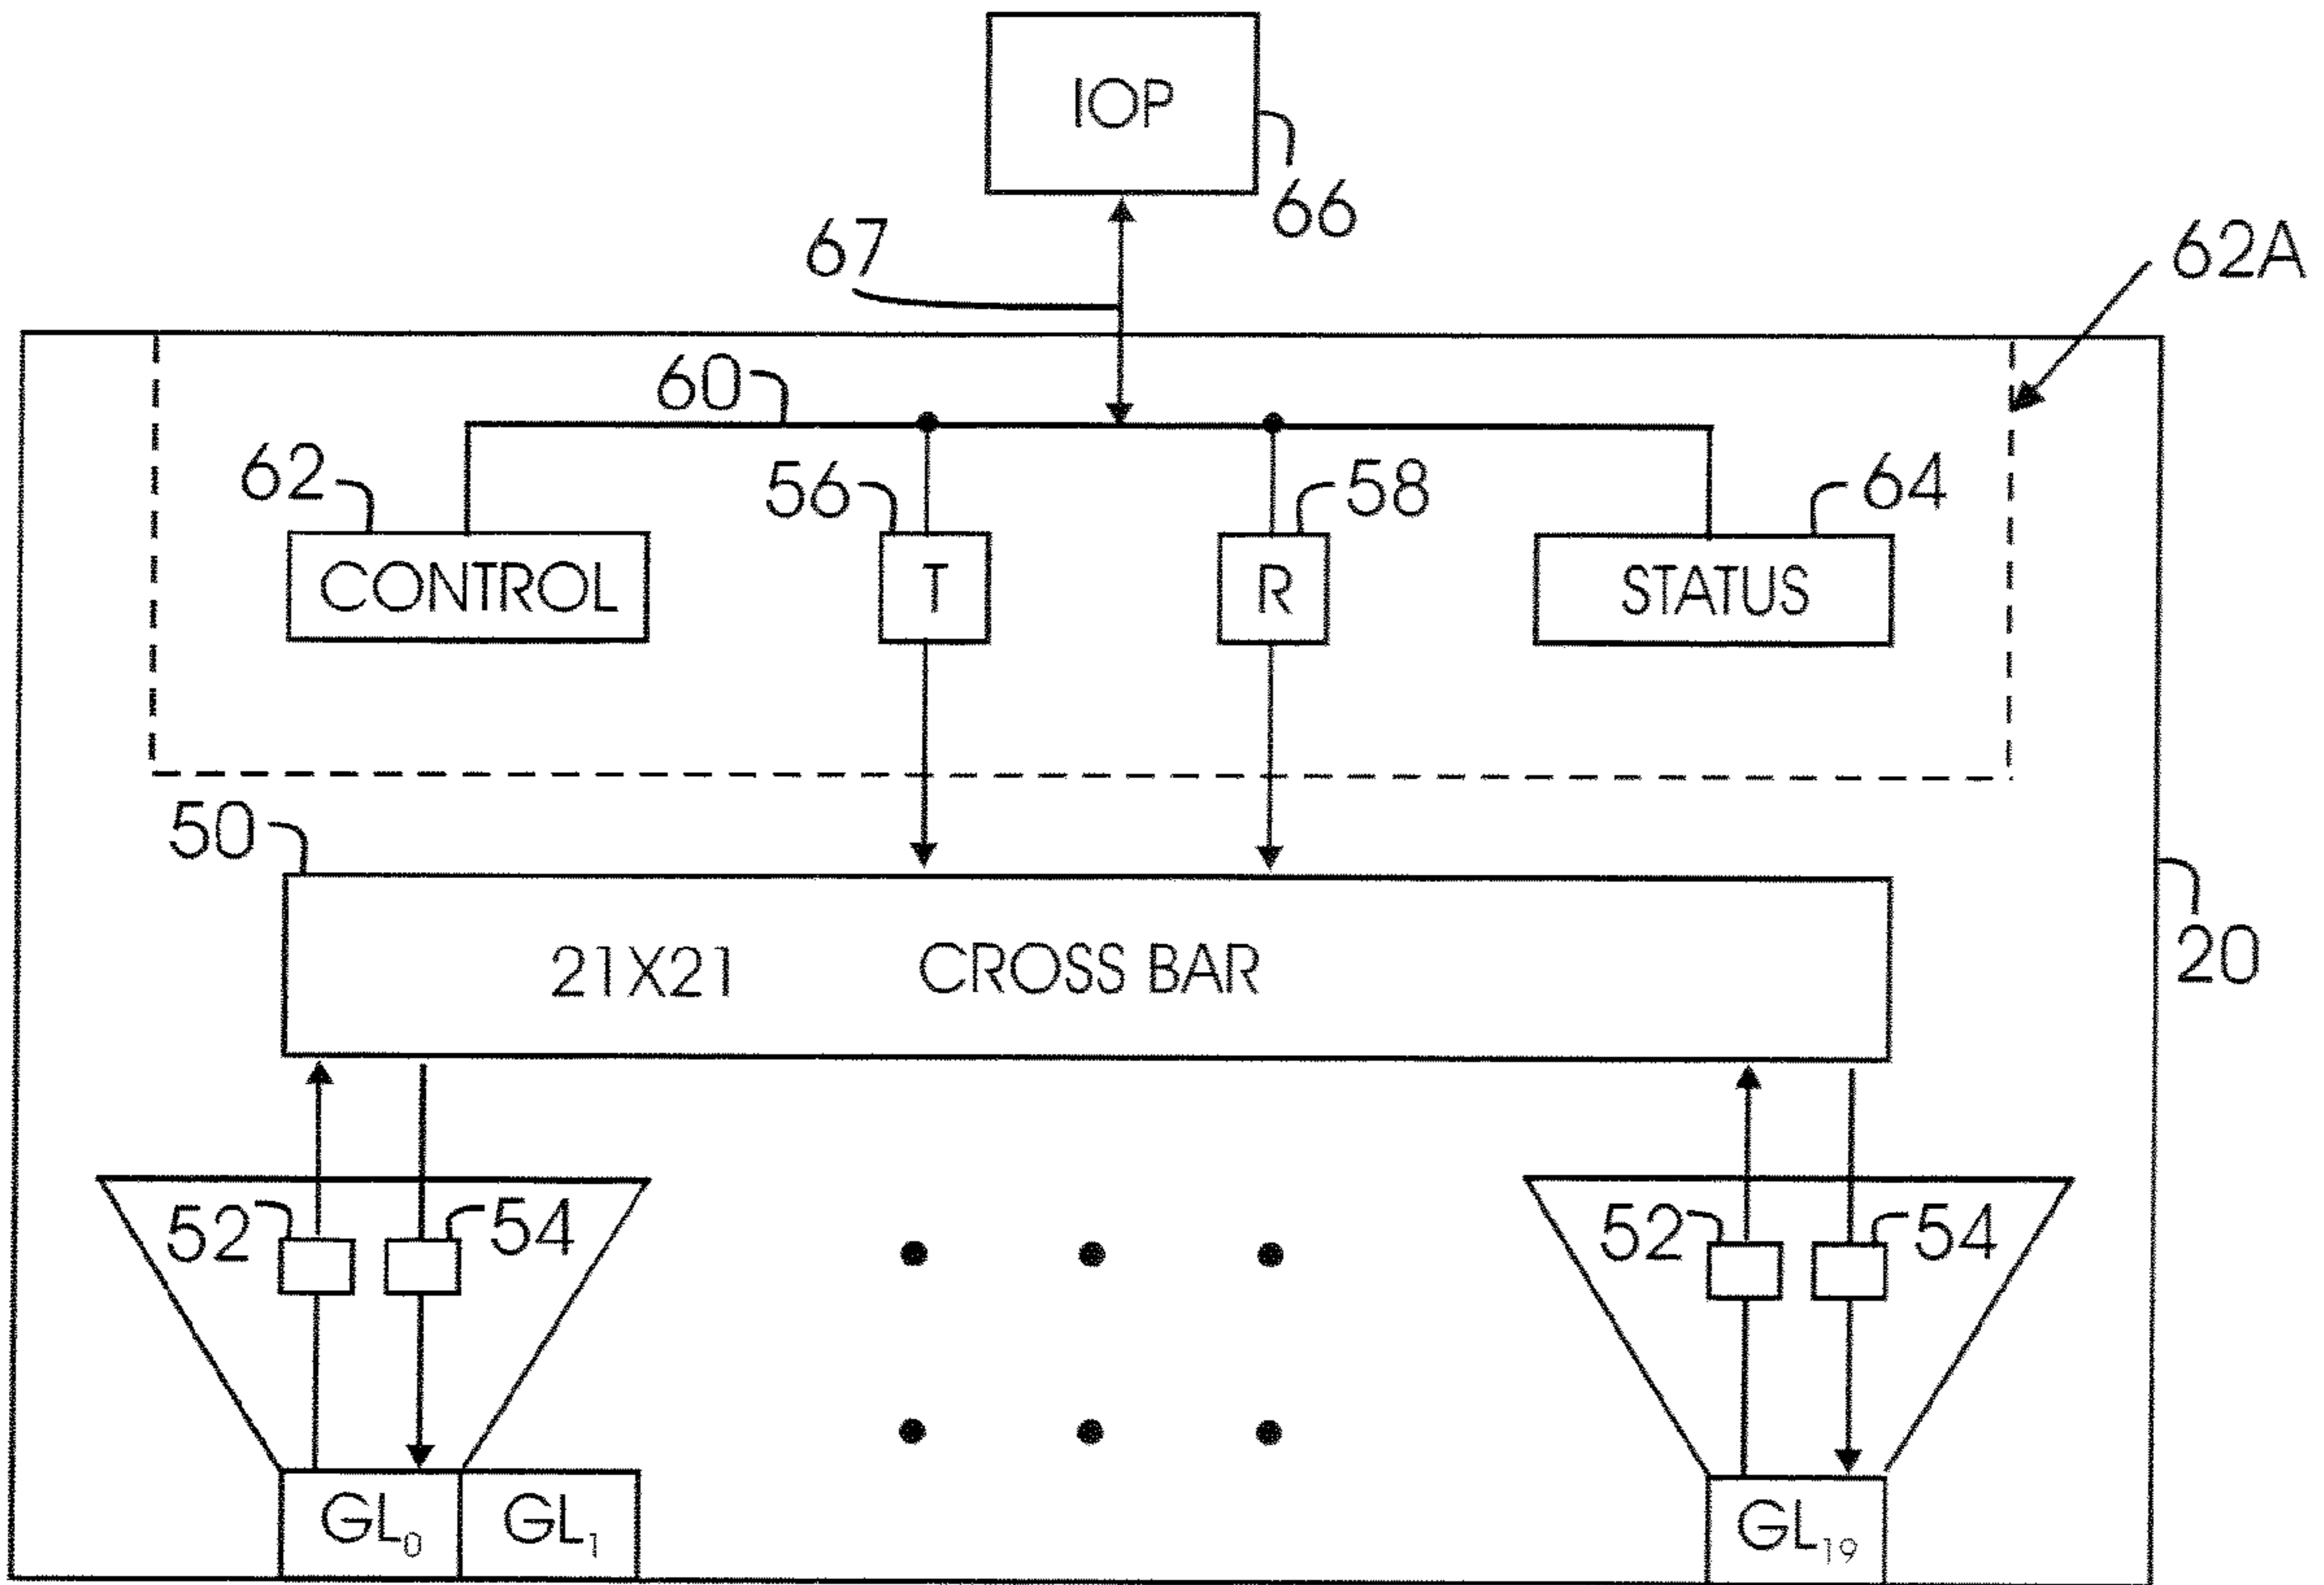 IOP
66
67
62A
60
62
56
58
64
CONTROL
T
R
STATUS
50
21X21 CROSS BAR
20
52
54
52
54
GL0
GL1
GL19